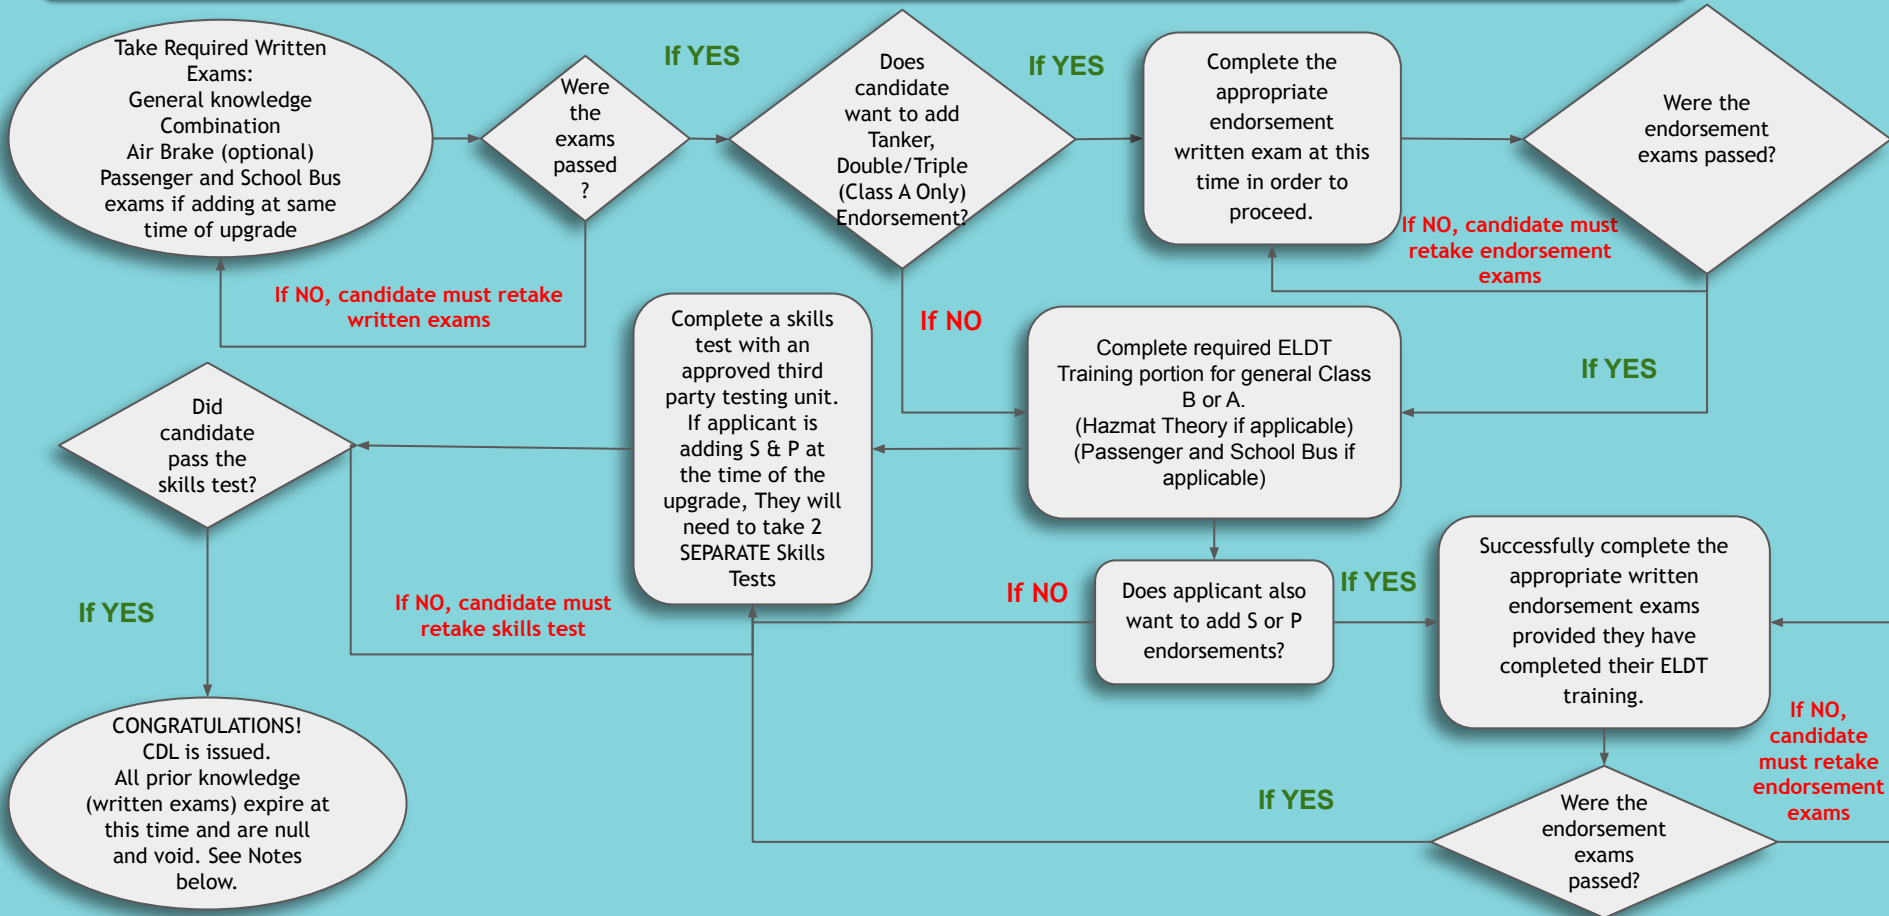 Take Required Written
Exams:
General knowledge
Combination
Air Brake (optional)
Passenger and School Bus
exams if adding at same
time of upgrade
Were
the
exams
passed
?
If YES
If NO, candidate must retake
written exams
Does
candidate
want to add
Tanker,
Double/Triple
(Class A Only)
Endorsement?
If YES
If NO
Complete the
appropriate
endorsement
written exam at this
time in order to
proceed.
Were the
endorsement
exams passed?
If NO, candidate must
retake endorsement
exams
If YES
Complete required ELDT
Training portion for general Class
B or A.
(Hazmat Theory if applicable)
(Passenger and School Bus if
applicable)
Complete a skills
test with an
approved third
party testing unit.
If applicant is
adding S & P at
the time of the
upgrade, They will
need to take 2
SEPARATE Skills
Tests
Did
candidate
pass the
skills test?
If YES
If NO, candidate must
retake skills test
CONGRATULATIONS!
CDL is issued.
All prior knowledge
(written exams) expire at
this time and are null
and void. See Notes
below.
Does applicant also
want to add S or P
endorsements?
If NO
If YES
Successfully complete the
appropriate written
endorsement exams
provided they have
completed their ELDT
training.
Were the
endorsement
exams
passed?
If YES
If NO,
candidate
must retake
endorsement
exams